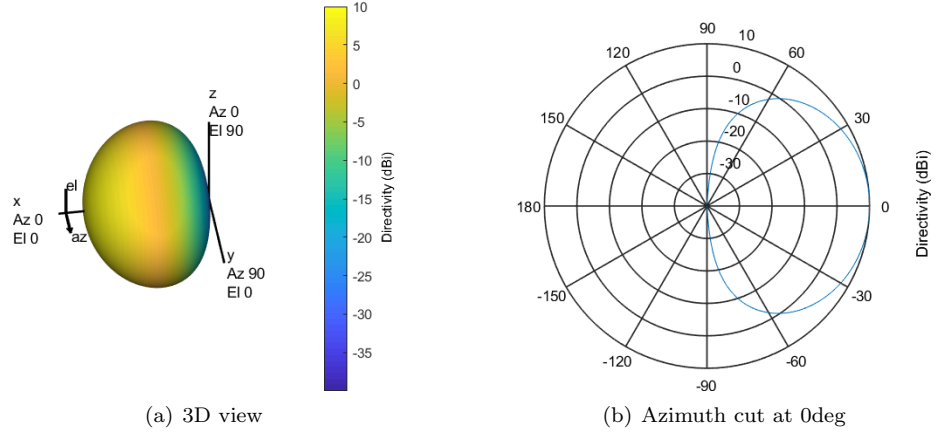 z
Az 0
El 90
x
Az 0
El 0
el
az
y
Az 90
El 0
10
5
0
-5
-10
-15
-20
-25
-30
-35
Directivity (dBi)
(a) 3D view
90
10
120
60
0
-10
150
30
-20
-30
180
0
-150
-30
-120
-60
-90
Directivity (dBi)
(b) Azimuth cut at 0deg